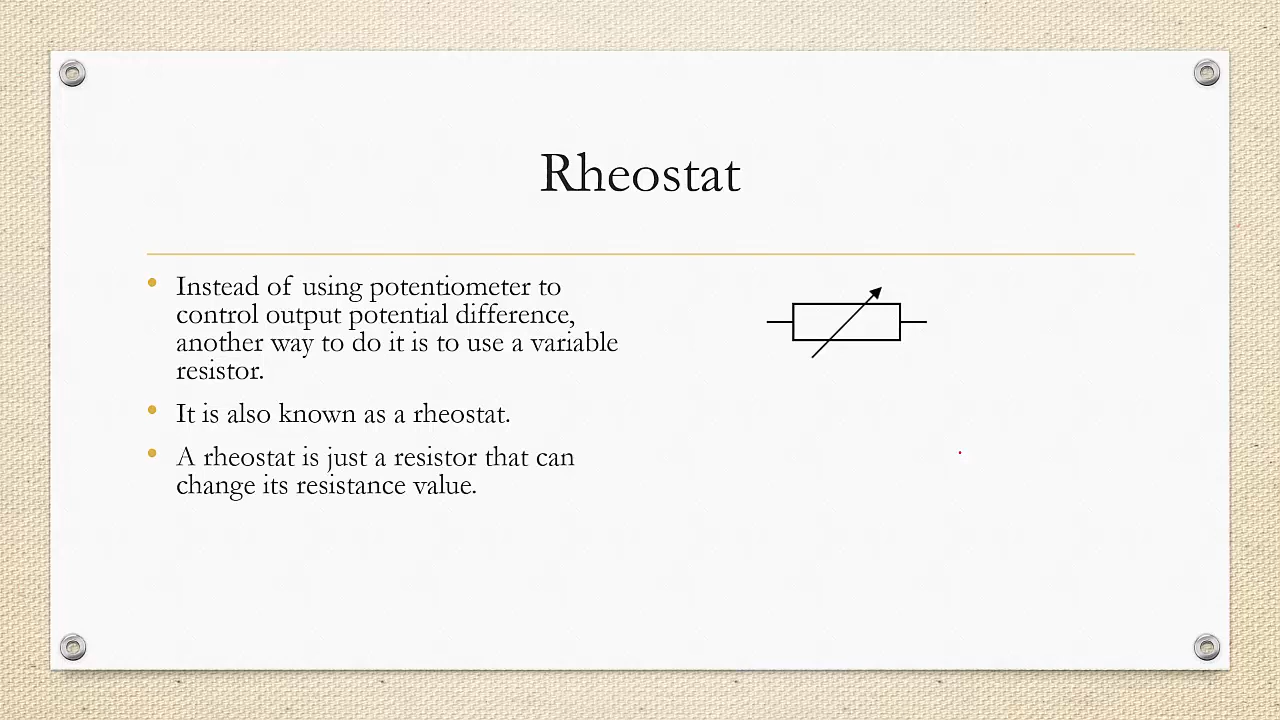 Rheostat
• Instead of using potentiometer to
control output potential difference,
another way to do it is to use a variable
resistor.
• It is also known as a rheostat.
• A rheostat is just a resistor that can
change its resistance value.